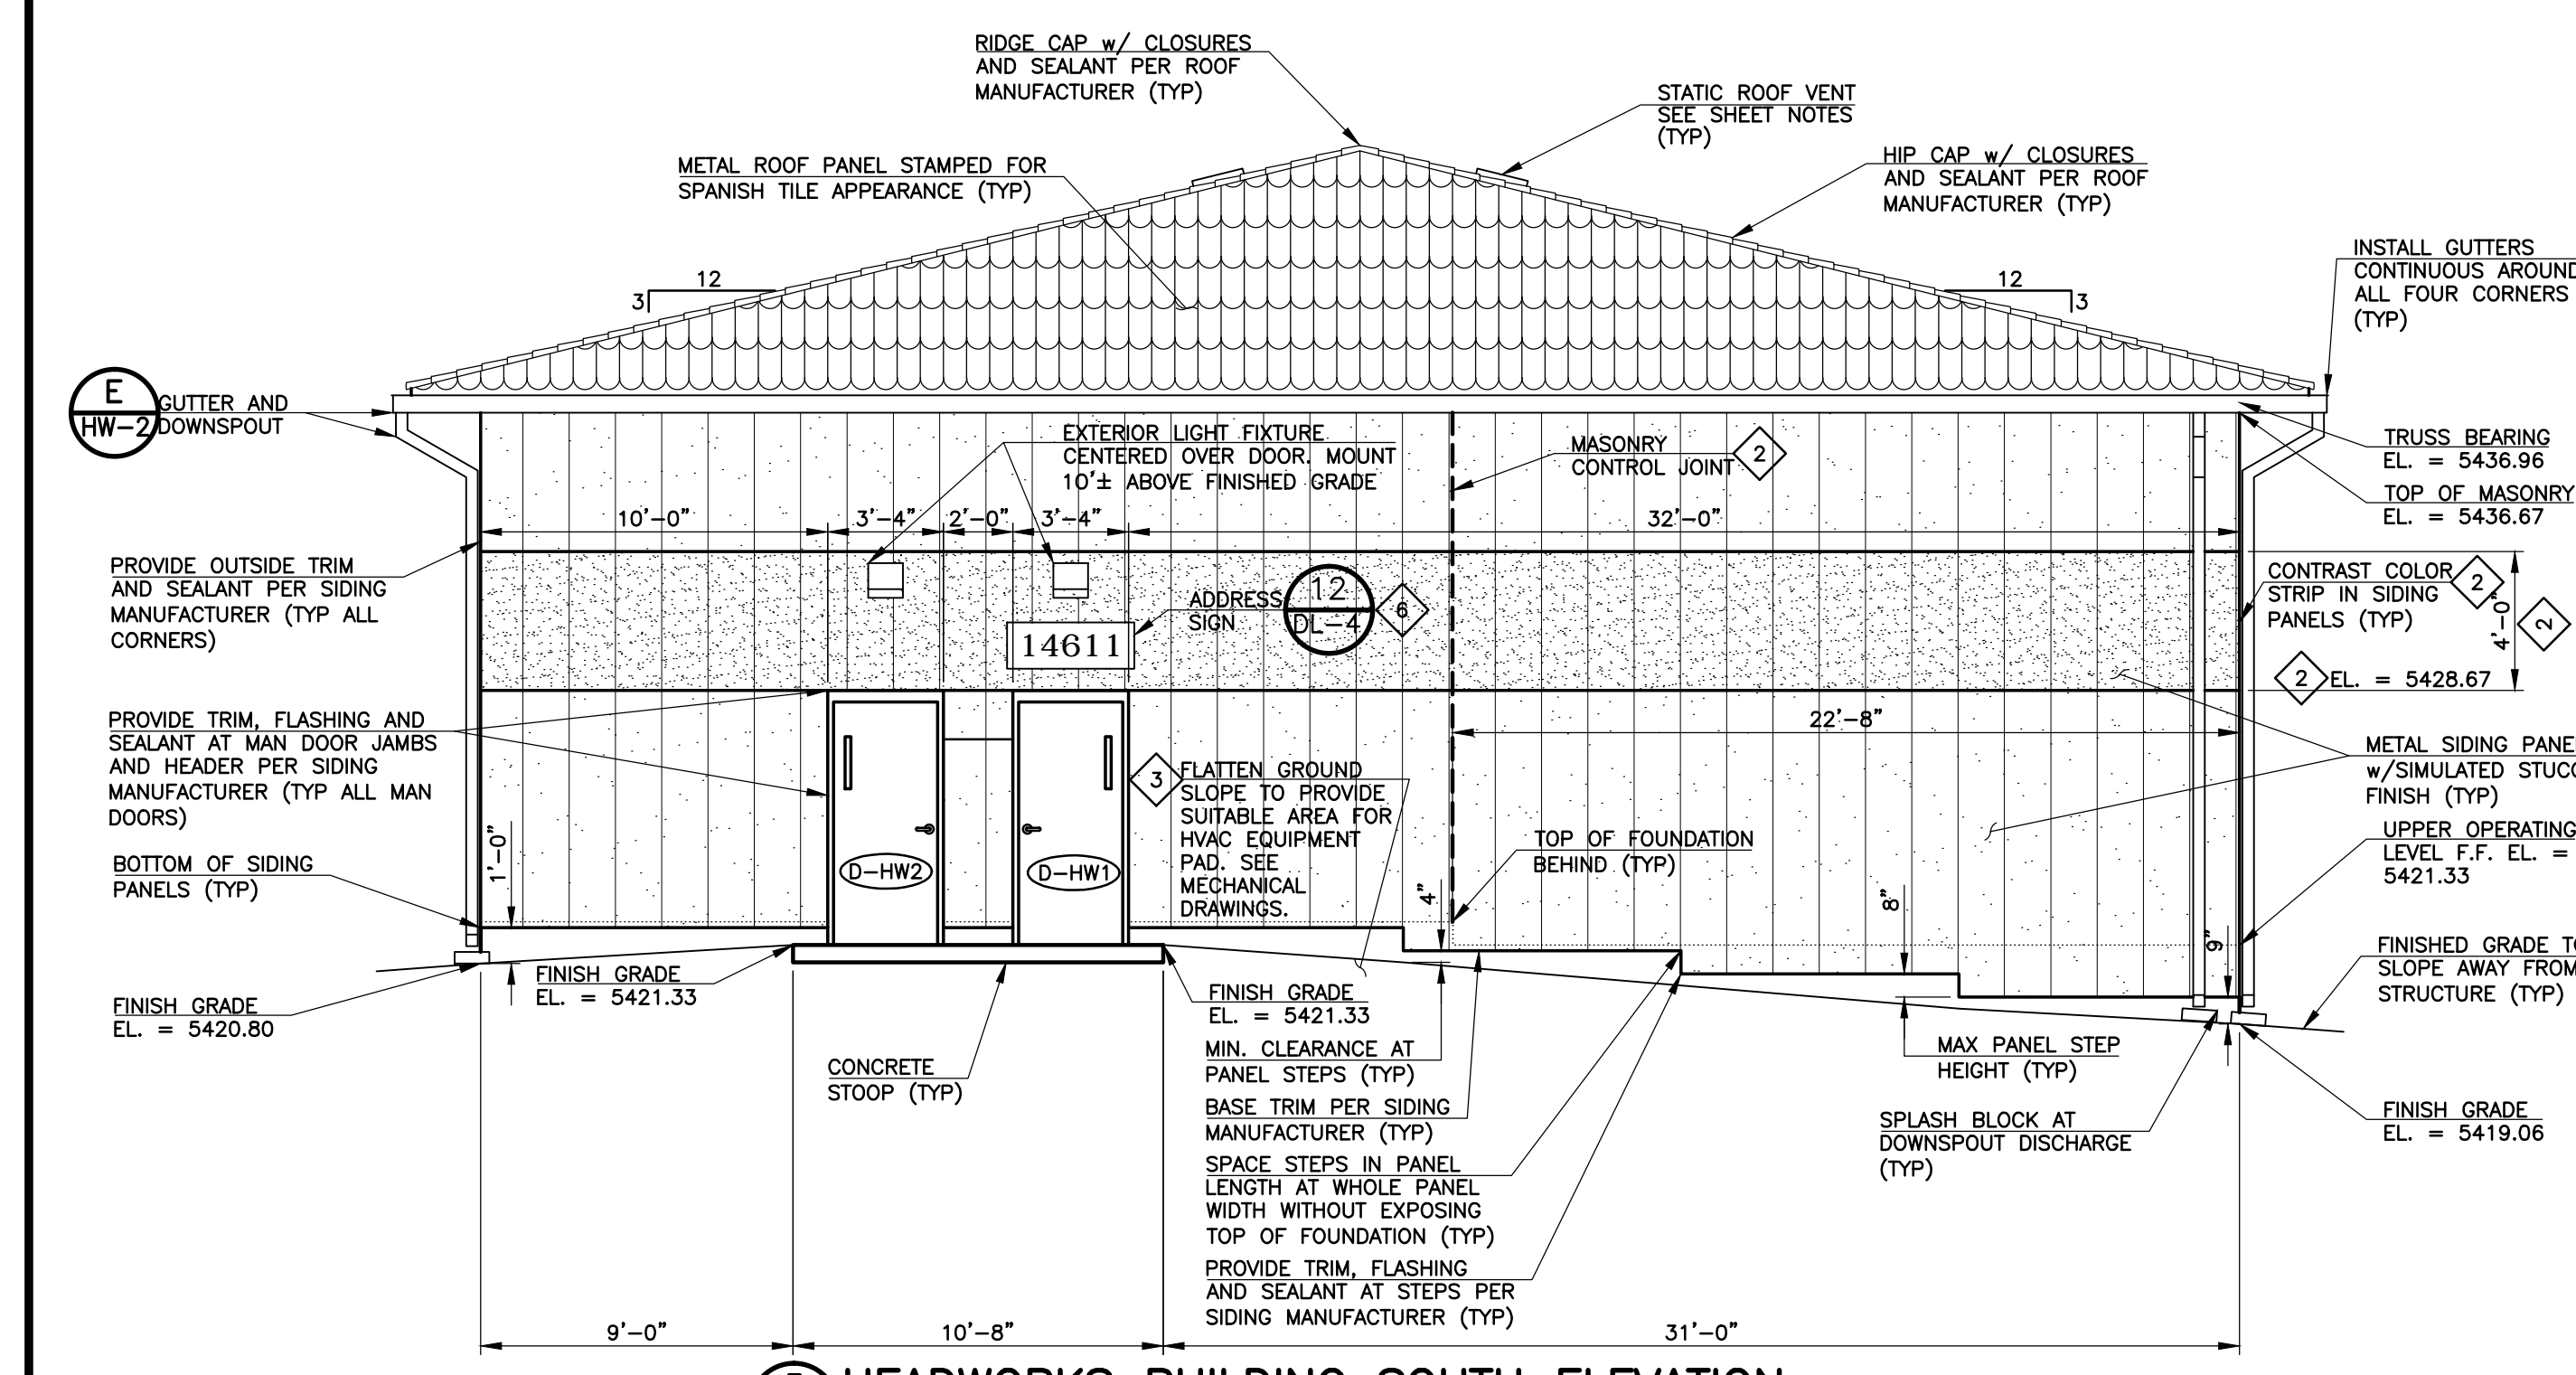 RIDGE CAP w/ CLOSURES
AND SEALANT PER ROOF
MANUFACTURER (TYP)
STATIC ROOF VENT
SEE SHEET NOTES
(TYP)
METAL ROOF PANEL STAMPED FOR
SPANISH TILE APPEARANCE (TYP)
HIP CAP w/ CLOSURES
AND SEALANT PER ROOF
MANUFACTURER (TYP)
INSTALL GUTTERS
CONTINUOUS AROUND
ALL FOUR CORNERS
(TYP)
12
3
12
3
E
HW-2
GUTTER AND
DOWNSPOUT
EXTERIOR LIGHT FIXTURE
CENTERED OVER DOOR. MOUNT
10'± ABOVE FINISHED GRADE
MASONRY
CONTROL JOINT
2
TRUSS BEARING
EL. = 5436.96
TOP OF MASONRY
EL. = 5436.67
10'-0"
3'-4"
2'-0"
3'-4"
32'-0"
PROVIDE OUTSIDE TRIM
AND SEALANT PER SIDING
MANUFACTURER (TYP ALL
CORNERS)
ADDRESS
SIGN
12
DL-4
6
14611
CONTRAST COLOR
STRIP IN SIDING
PANELS (TYP)
2
4'-0"
2
2
EL. = 5428.67
PROVIDE TRIM, FLASHING AND
SEALANT AT MAN DOOR JAMBS
AND HEADER PER SIDING
MANUFACTURER (TYP ALL MAN
DOORS)
22'-8"
3
FLATTEN GROUND
SLOPE TO PROVIDE
SUITABLE AREA FOR
HVAC EQUIPMENT
PAD. SEE
MECHANICAL
DRAWINGS.
METAL SIDING PANE
w/SIMULATED STUC
FINISH (TYP)
TOP OF FOUNDATION
BEHIND (TYP)
UPPER OPERATING
LEVEL F.F. EL. =
5421.33
BOTTOM OF SIDING
PANELS (TYP)
1'-0"
D-HW2
D-HW1
4"
8"
9"
FINISHED GRADE TO
SLOPE AWAY FROM
STRUCTURE (TYP)
FINISH GRADE
EL. = 5420.80
FINISH GRADE
EL. = 5421.33
FINISH GRADE
EL. = 5421.33
CONCRETE
STOOP (TYP)
MIN. CLEARANCE AT
PANEL STEPS (TYP)
MAX PANEL STEP
HEIGHT (TYP)
BASE TRIM PER SIDING
MANUFACTURER (TYP)
SPLASH BLOCK AT
DOWNSPOUT DISCHARGE
(TYP)
FINISH GRADE
EL. = 5419.06
SPACE STEPS IN PANEL
LENGTH AT WHOLE PANEL
WIDTH WITHOUT EXPOSING
TOP OF FOUNDATION (TYP)
PROVIDE TRIM, FLASHING
AND SEALANT AT STEPS PER
SIDING MANUFACTURER (TYP)
9'-0"
10'-8"
31'-0"
HEADWORKS BUILDING SOUTH ELEVATION